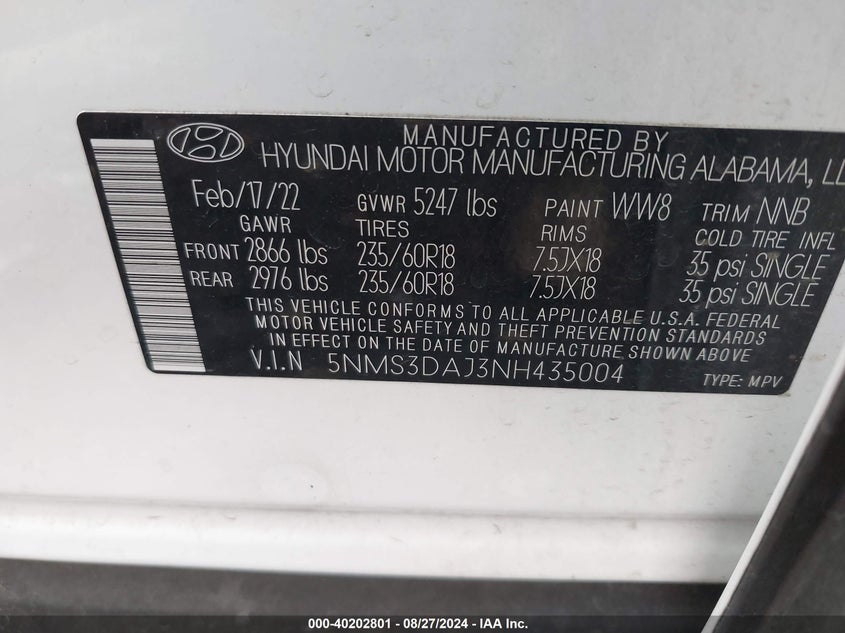 MANUFACTURED BY
HYUNDAI MOTOR MANUFACTURING ALABAMA, LL
Feb/17/22 GVWR 5247 lbs PAINT WW8 TRIM NNB
GAWR TIRES RIMS COLD TIRE INFL
FRONT 2866 lbs 235/60R18 7.5JX18 35 psi SINGLE
REAR 2976 lbs 235/60R18 7.5JX18 35 psi SINGLE
THIS VEHICLE CONFORMS TO ALL APPLICABLE U.S.A. FEDERAL
MOTOR VEHICLE SAFETY AND THEFT PREVENTION STANDARDS
IN EFFECT ON THE DATE OF MANUFACTURE SHOWN ABOVE
V.I.N 5NMS3DAJ3NH435004 TYPE: MPV
000-40202801 - 08/27/2024 - IAA Inc.